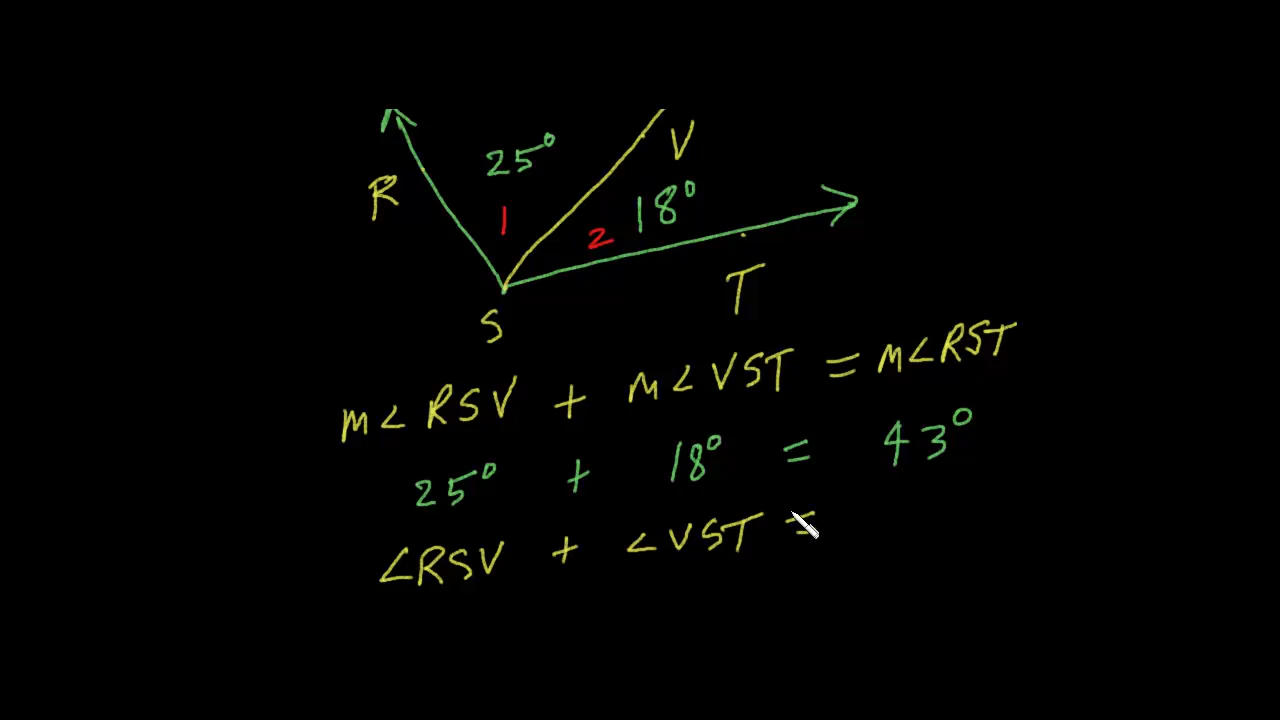 25°
V
R
18°
1
2
T
S
m∠RSV + m∠VST = m∠RST
25° + 18° = 43°
∠RSV + ∠VST =